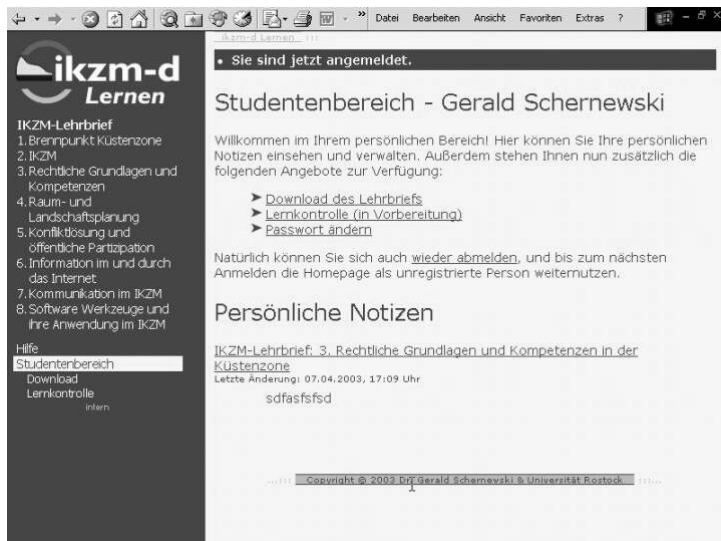 Datei Bearbeiten Ansicht Favoriten Extras ?
ikzm-d Lernen
ikzm-d
Lernen
IKZM-Lehrbrief
1. Brennpunkt Küstenzone
2. IKZM
3. Rechtliche Grundlagen und
Kompetenzen
4. Raum- und
Landschaftsplanung
5. Konfliktlösung und
öffentliche Partizipation
6. Information im und durch
das Internet
7. Kommunikation im IKZM
8. Software Werkzeuge und
ihre Anwendung im IKZM
Hilfe
Studentenbereich
Download
Lernkontrolle
intern
• Sie sind jetzt angemeldet.
Studentenbereich - Gerald Schernewski
Willkommen im Ihrem persönlichen Bereich! Hier können Sie Ihre persönlichen
Notizen einsehen und verwalten. Außerdem stehen Ihnen nun zusätzlich die
folgenden Angebote zur Verfügung:
➤ Download des Lehrbriefs
➤ Lernkontrolle (in Vorbereitung)
➤ Passwort ändern
Natürlich können Sie sich auch wieder abmelden, und bis zum nächsten
Anmelden die Homepage als unregistrierte Person weiternutzen.
Persönliche Notizen
IKZM-Lehrbrief: 3. Rechtliche Grundlagen und Kompetenzen in der
Küstenzone
Letzte Änderung: 07.04.2003, 17:09 Uhr
sdfasfsfsd
Copyright © 2003 Dr. Gerald Schernewski & Universität Rostock